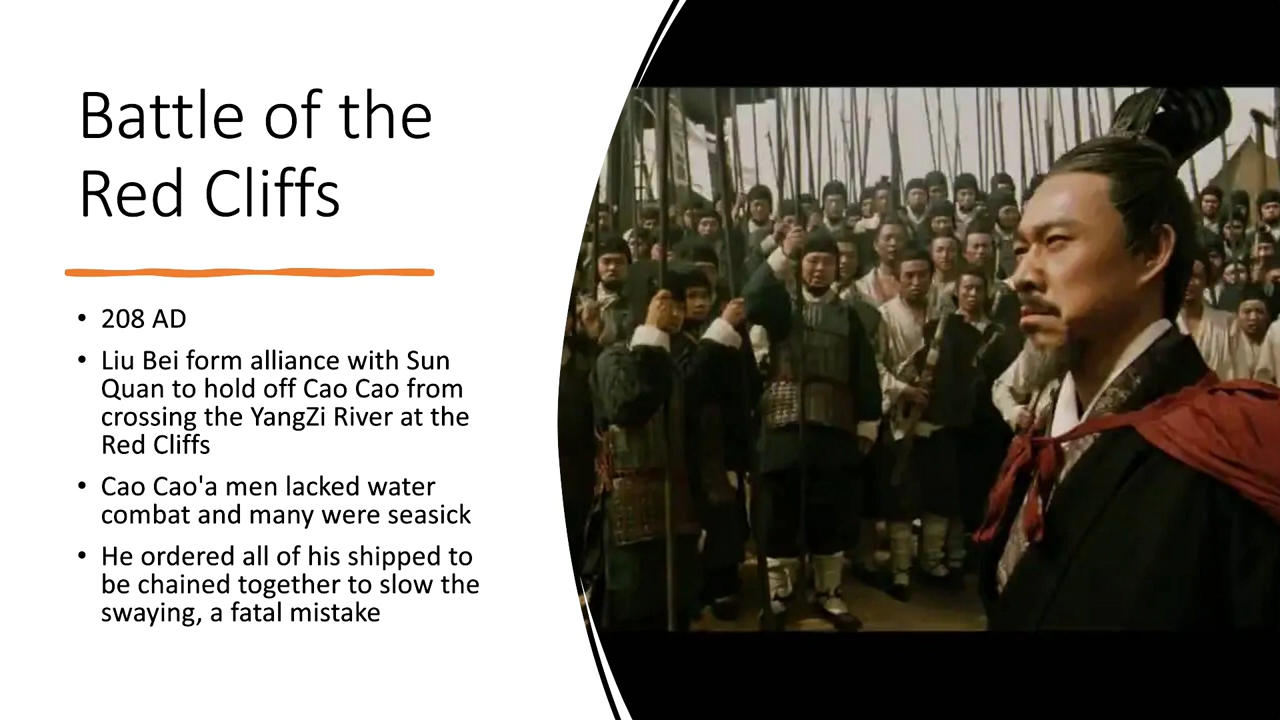 Battle of the
Red Cliffs
• 208 AD
• Liu Bei form alliance with Sun
Quan to hold off Cao Cao from
crossing the YangZi River at the
Red Cliffs
• Cao Cao'a men lacked water
combat and many were seasick
• He ordered all of his shipped to
be chained together to slow the
swaying, a fatal mistake